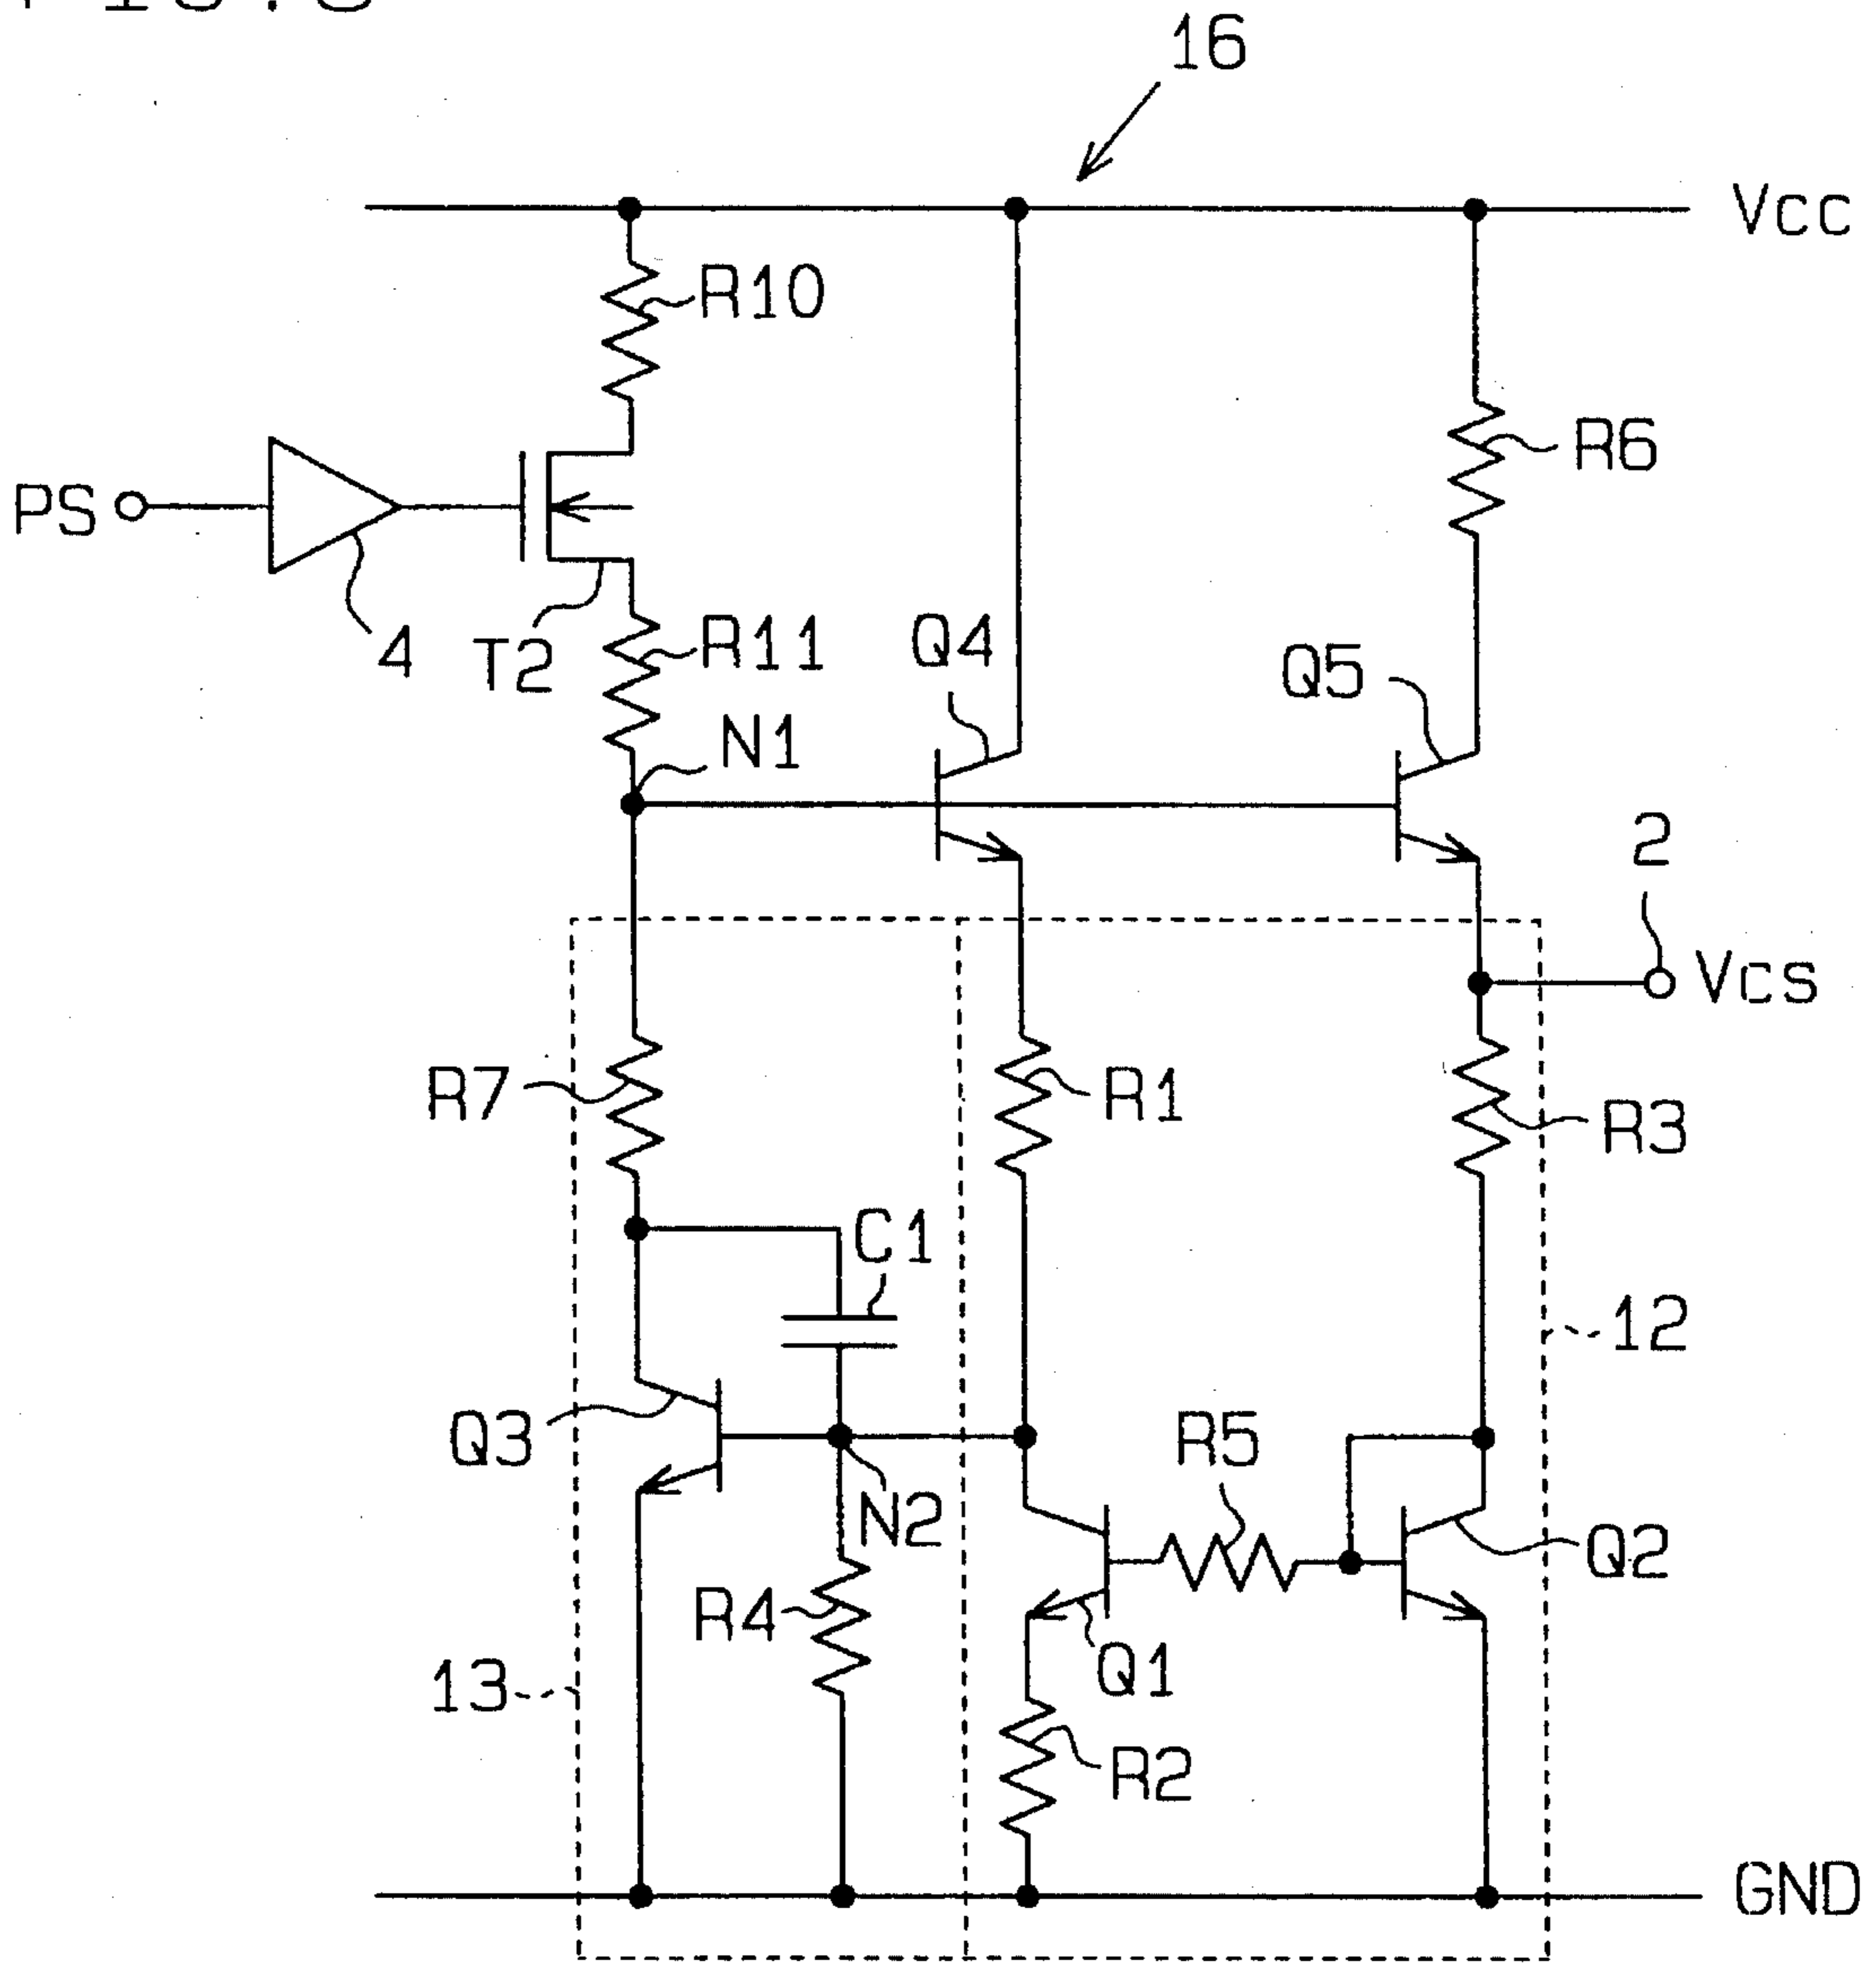 16
Vcc
R10
R6
PS
4
T2
R11
Q4
Q5
N1
2
Vcs
R7
R1
R3
C1
12
Q3
R5
N2
Q2
R4
Q1
13
R2
GND